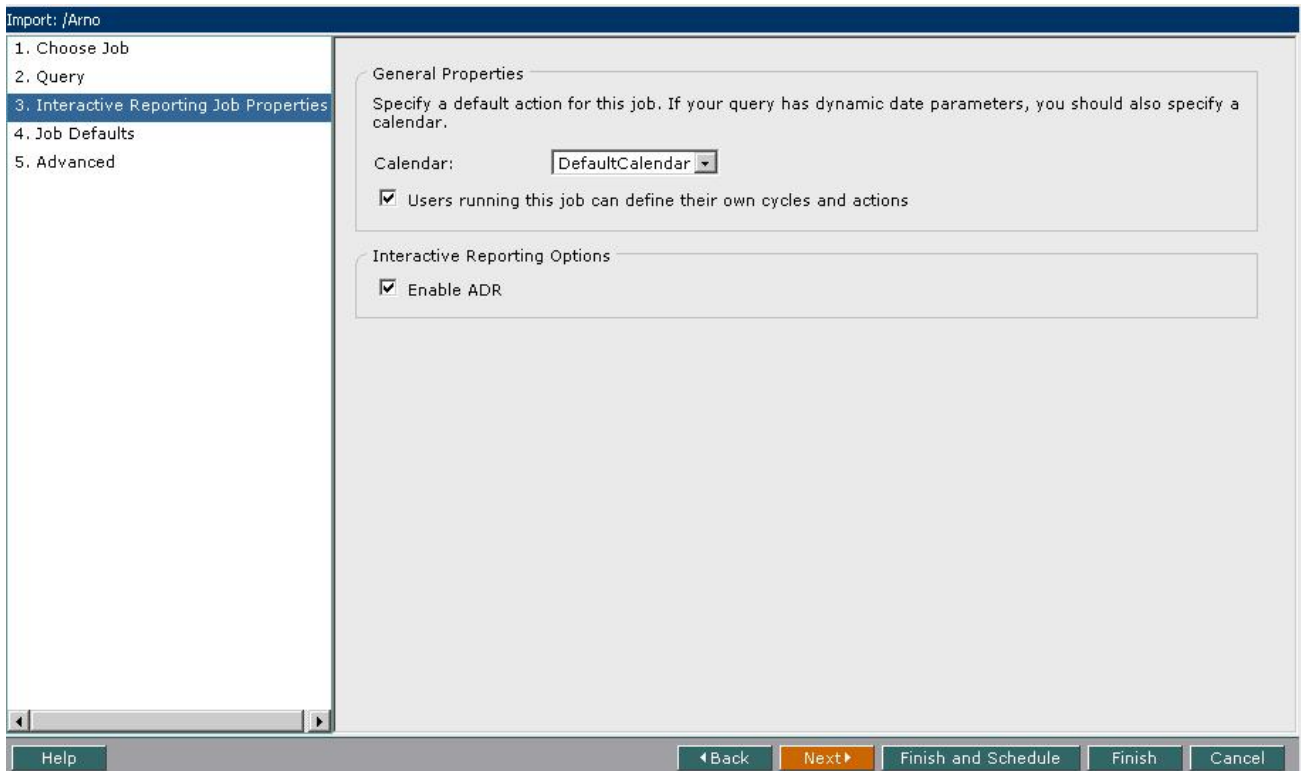 Import: /Arno
1. Choose Job
2. Query
3. Interactive Reporting Job Properties
4. Job Defaults
5. Advanced
General Properties
Specify a default action for this job. If your query has dynamic date parameters, you should also specify a
calendar.
Calendar: DefaultCalendar
Users running this job can define their own cycles and actions
Interactive Reporting Options
Enable ADR
Help Back Next Finish and Schedule Finish Cancel